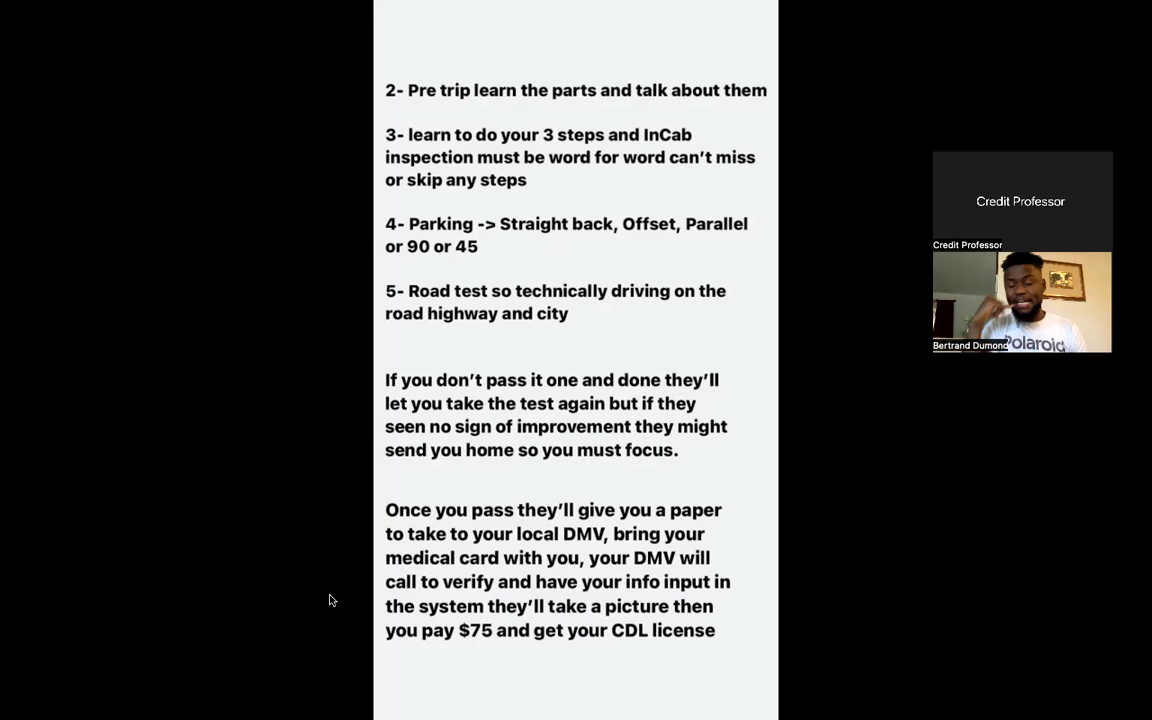 2- Pre trip learn the parts and talk about them
3- learn to do your 3 steps and InCab
inspection must be word for word can't miss
or skip any steps
4- Parking -> Straight back, Offset, Parallel
or 90 or 45
5- Road test so technically driving on the
road highway and city
If you don't pass it one and done they'll
let you take the test again but if they
seen no sign of improvement they might
send you home so you must focus.
Once you pass they'll give you a paper
to take to your local DMV, bring your
medical card with you, your DMV will
call to verify and have your info input in
the system they'll take a picture then
you pay $75 and get your CDL license
Credit Professor
Credit Professor
Polaroid
Bertrand Dumond